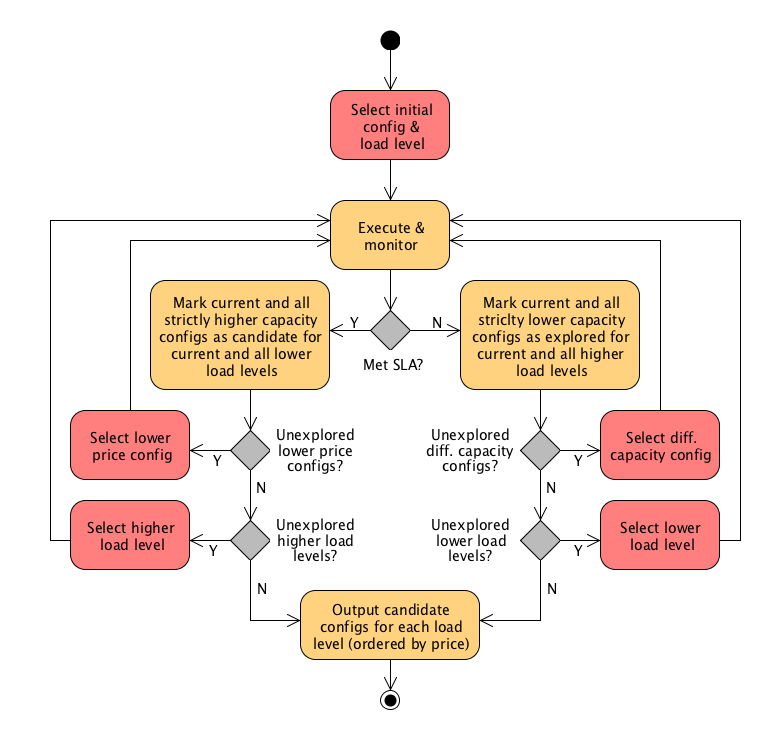 Select initial
config &
load level
Execute &
monitor
Mark current and all
strictly higher capacity
configs as candidate for
current and all lower
load levels
Y
N
Met SLA?
Mark current and all
striclty lower capacity
configs as explored for
current and all higher
load levels
Select lower
price config
Y
Unexplored
lower price
configs?
Unexplored
diff. capacity
configs?
Y
Select diff.
capacity config
N
N
Select higher
load level
Y
Unexplored
higher load
levels?
Unexplored
lower load
levels?
Y
Select lower
load level
N
N
Output candidate
configs for each load
level (ordered by price)